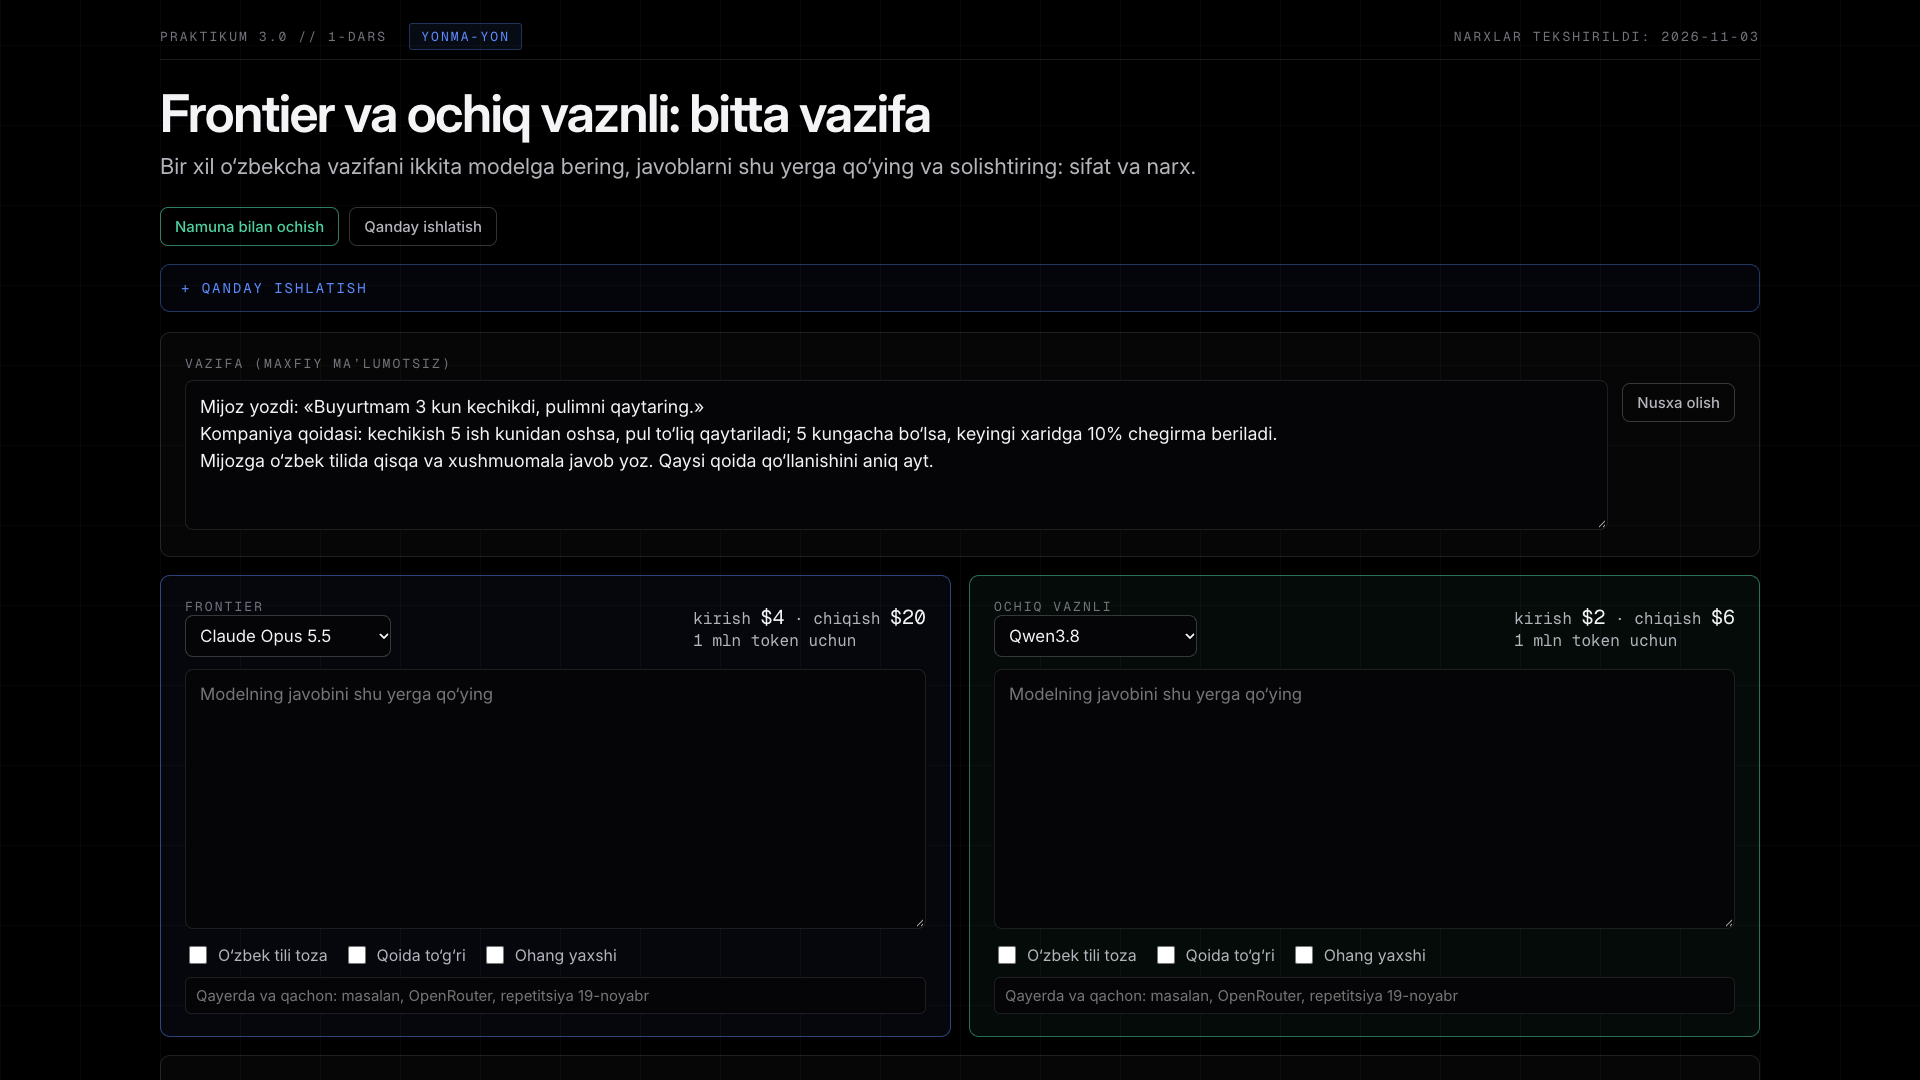 PRAKTIKUM 3.0 // 1-DARS
YONMA-YON
NARXLAR TEKSHIRILDI: 2026-11-03
Frontier va ochiq vaznli: bitta vazifa
Bir xil oʻzbekcha vazifani ikkita modelga bering, javoblarni shu yerga qoʻying va solishtiring: sifat va narx.
Namuna bilan ochish
Qanday ishlatish
+ QANDAY ISHLATISH
VAZIFA (MAXFIY MAʼLUMOTSIZ)
Mijoz yozdi: «Buyurtmam 3 kun kechikdi, pulimni qaytaring.»
Kompaniya qoidasi: kechikish 5 ish kunidan oshsa, pul toʻliq qaytariladi; 5 kungacha boʻlsa, keyingi xaridga 10% chegirma beriladi.
Mijozga oʻzbek tilida qisqa va xushmuomala javob yoz. Qaysi qoida qoʻllanishini aniq ayt.
Nusxa olish
FRONTIER
Claude Opus 5.5
kirish $4 · chiqish $20
1 mln token uchun
Modelning javobini shu yerga qoʻying
Oʻzbek tili toza
Qoida toʻgʻri
Ohang yaxshi
Qayerda va qachon: masalan, OpenRouter, repetitsiya 19-noyabr
OCHIQ VAZNLI
Qwen3.8
kirish $2 · chiqish $6
1 mln token uchun
Modelning javobini shu yerga qoʻying
Oʻzbek tili toza
Qoida toʻgʻri
Ohang yaxshi
Qayerda va qachon: masalan, OpenRouter, repetitsiya 19-noyabr